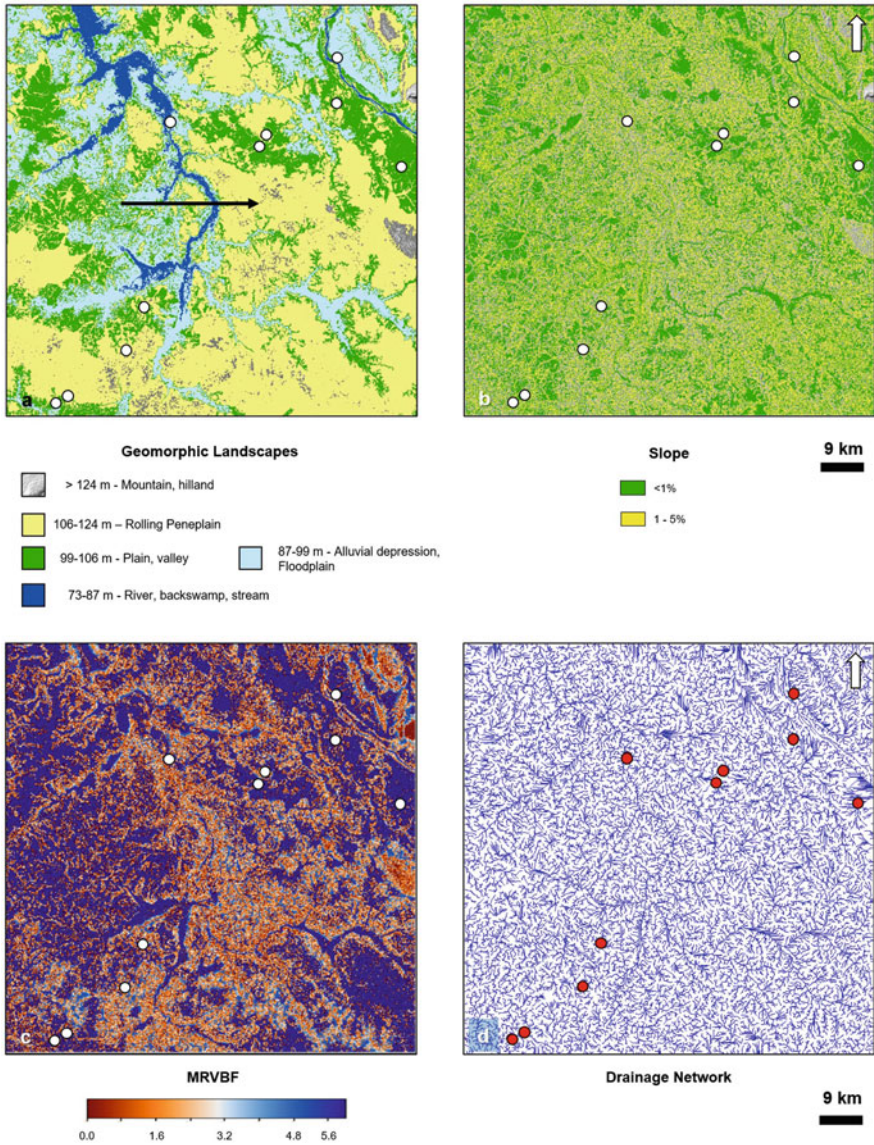 a
b
Geomorphic Landscapes
> 124 m - Mountain, hilland
106-124 m – Rolling Peneplain
99-106 m - Plain, valley
87-99 m - Alluvial depression,
Floodplain
73-87 m - River, backswamp, stream
Slope
<1%
1 - 5%
9 km
c
d
MRVBF
0.0 1.6 3.2 4.8 5.6
Drainage Network
9 km